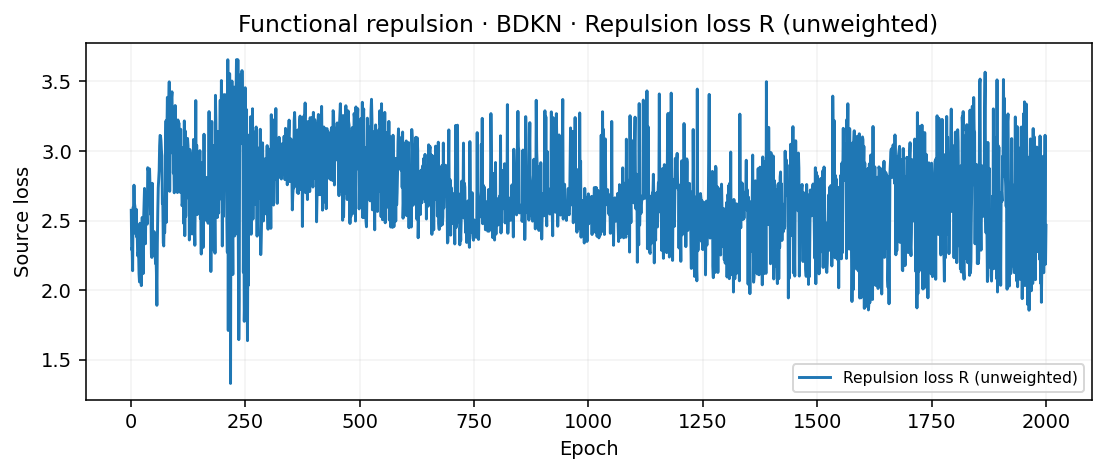 Functional repulsion · BDKN · Repulsion loss R (unweighted)
3.5
3.0
2.5
2.0
1.5
Source loss
0 250 500 750 1000 1250 1500 1750 2000
Epoch
Repulsion loss R (unweighted)